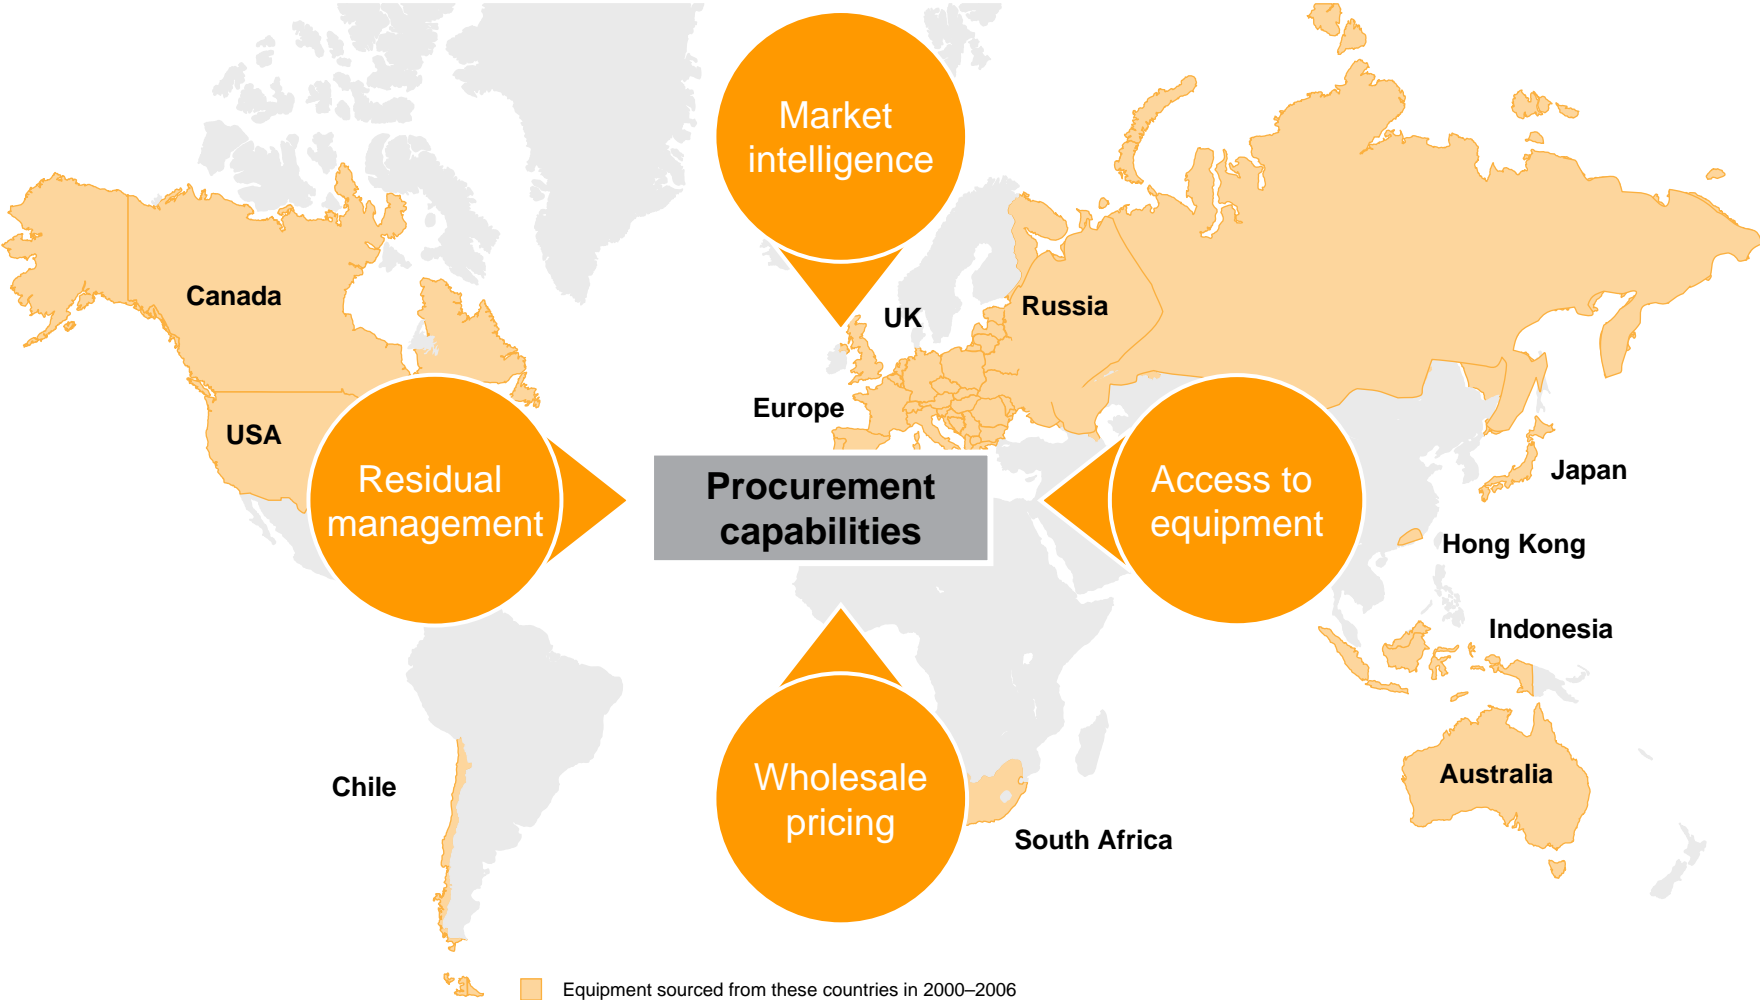 Market
intelligence
Canada
UK
Russia
Europe
USA
Residual
management
Procurement
capabilities
Access to
equipment
Japan
Hong Kong
Indonesia
Chile
Wholesale
pricing
Australia
South Africa
Equipment sourced from these countries in 2000–2006